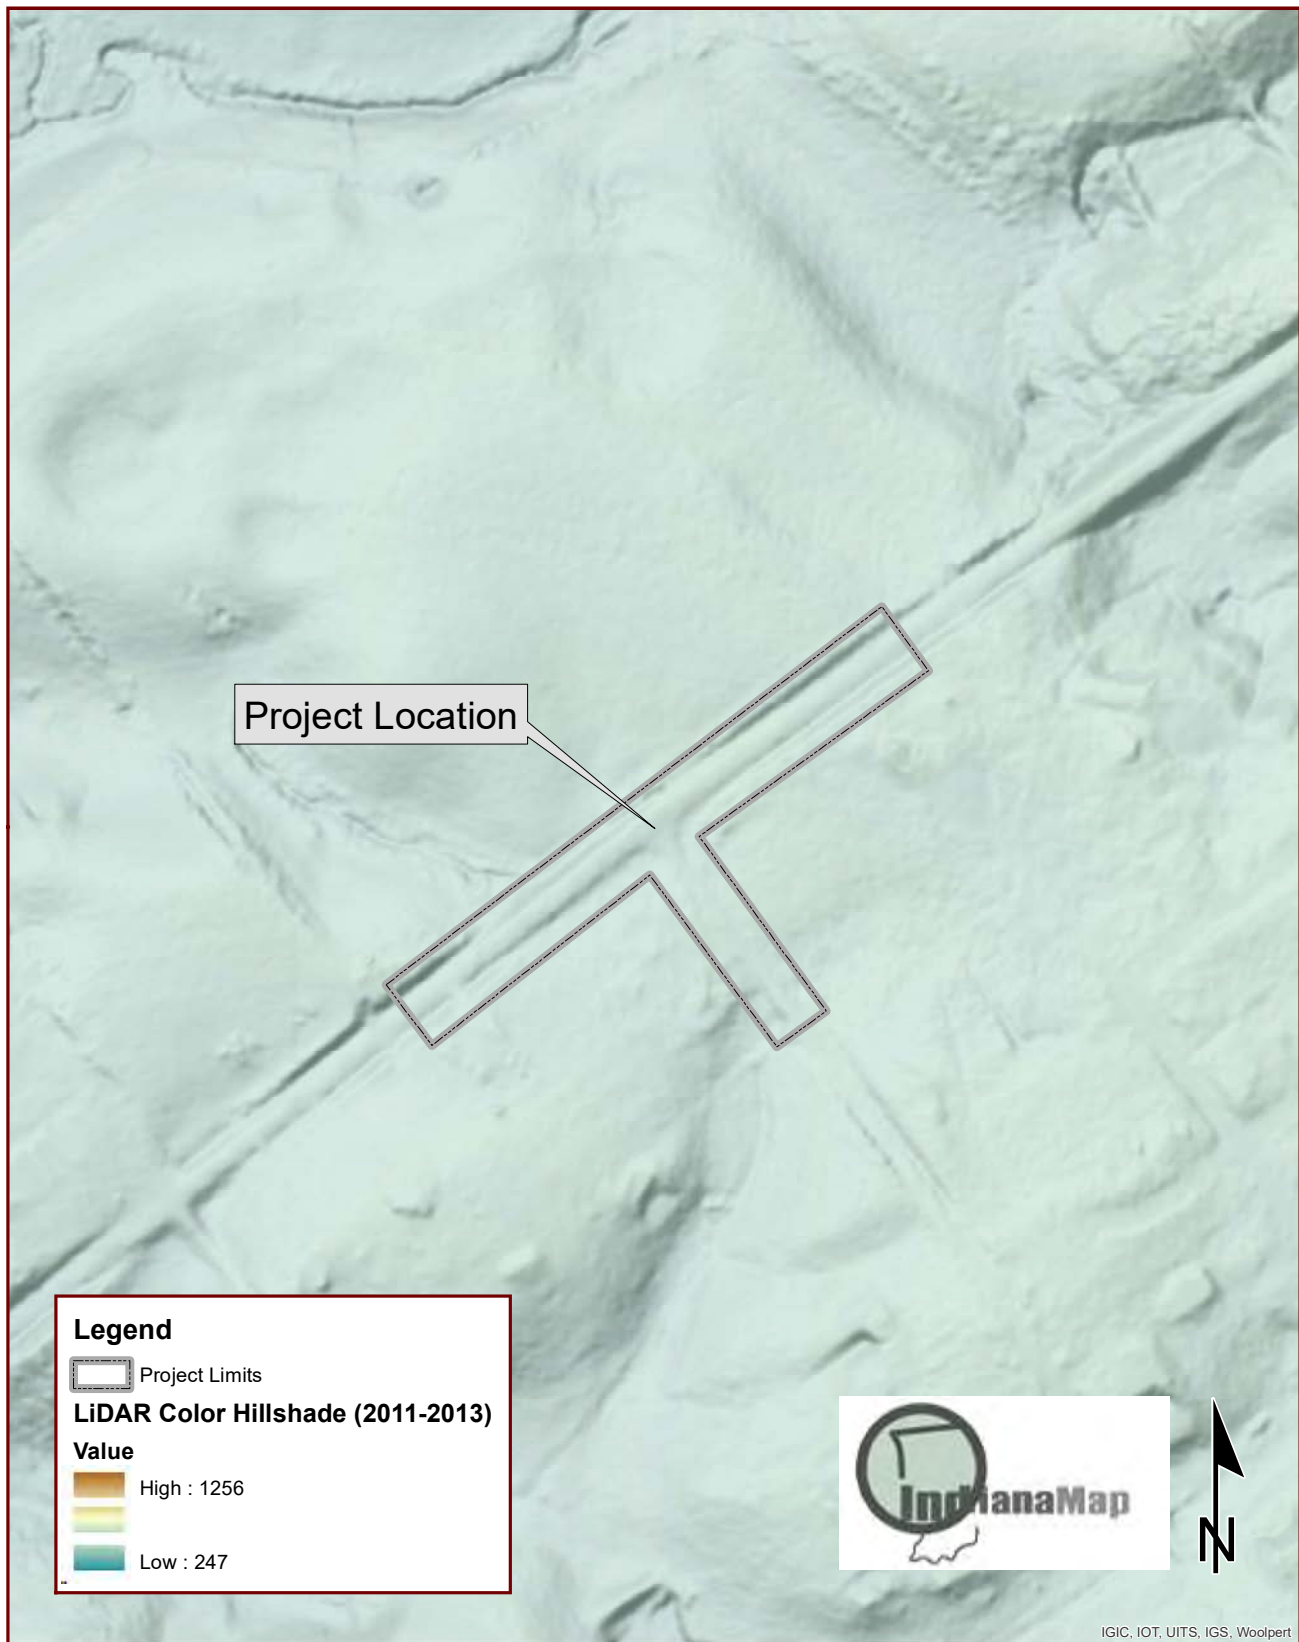 Project Location
Legend
Project Limits
LiDAR Color Hillshade (2011-2013)
Value
High : 1256
Low : 247
IndianaMap
N
IGIC, IOT, UITS, IGS, Woolpert